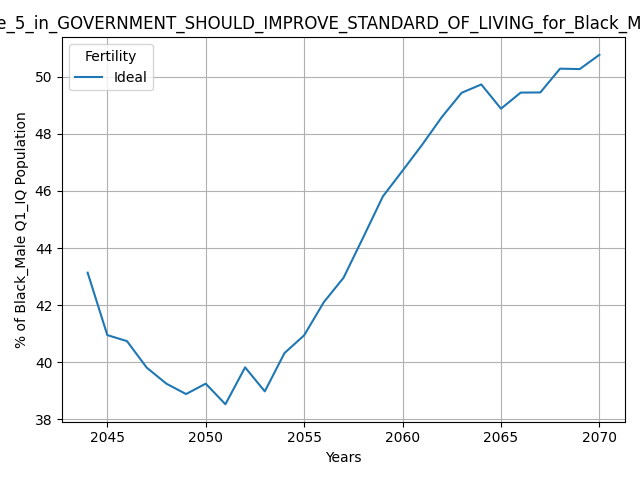 e_5_in_GOVERNMENT_SHOULD_IMPROVE_STANDARD_OF_LIVING_for_Black_M
Fertility
Ideal
% of Black_Male Q1_IQ Population
50
48
46
44
42
40
38
2045
2050
2055
2060
2065
2070
Years